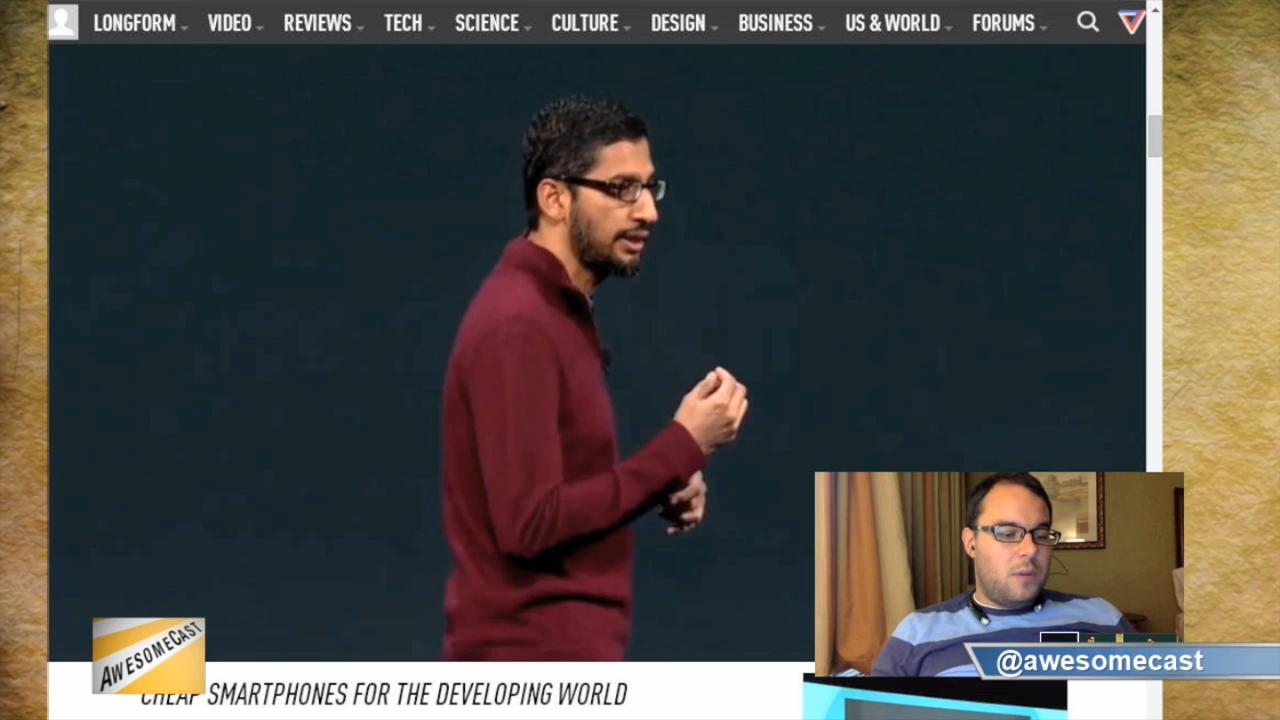 LONGFORM VIDEO REVIEWS TECH SCIENCE CULTURE DESIGN BUSINESS US & WORLD FORUMS
@awesomecast
AWESOMECAST
CHEAP SMARTPHONES FOR THE DEVELOPING WORLD